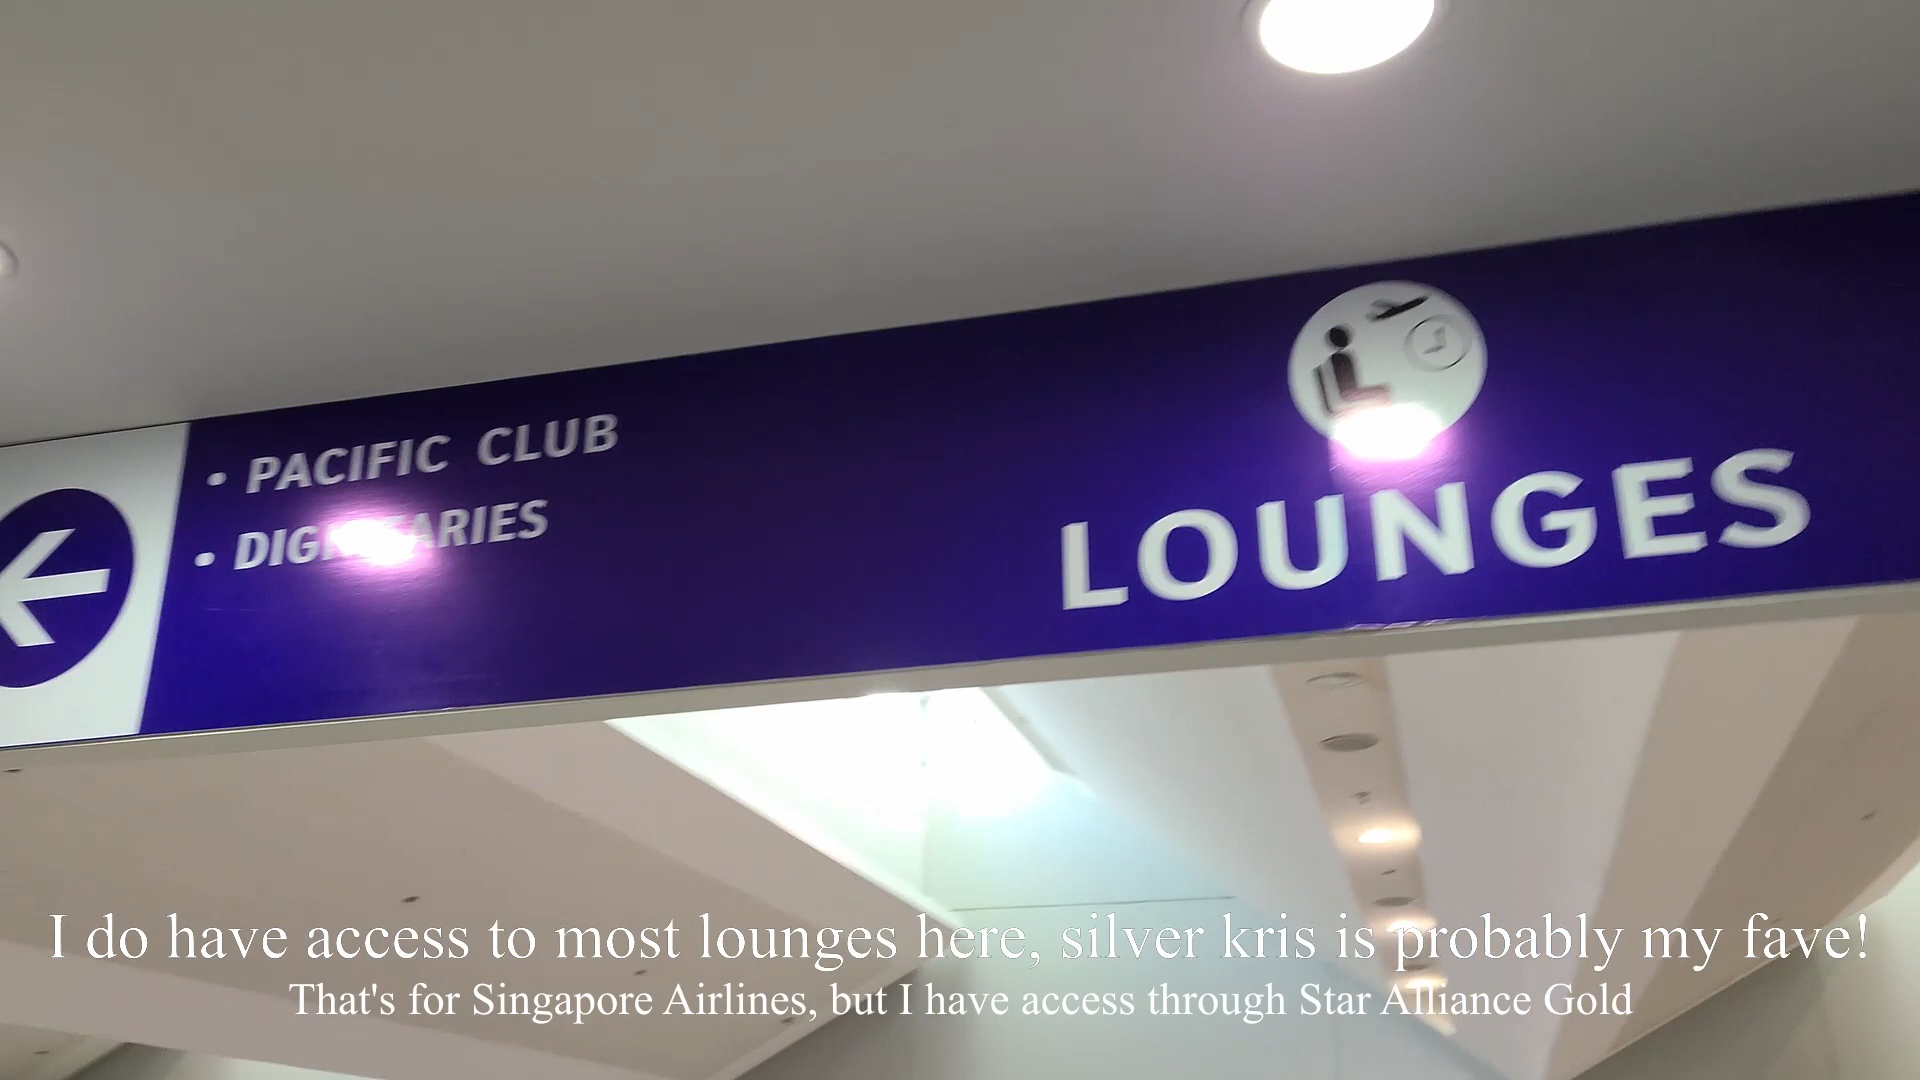 • PACIFIC CLUB
• DIGNITARIES
LOUNGES
I do have access to most lounges here, silver kris is probably my fave!
That's for Singapore Airlines, but I have access through Star Alliance Gold